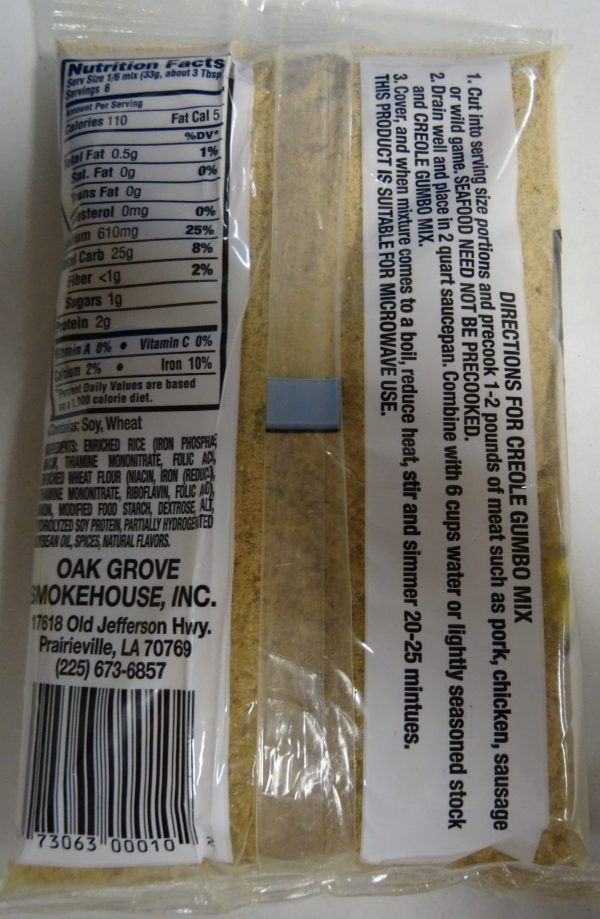 Nutrition Facts
Serv Size 1/6 mix (33g, about 3 Tbsp
Servings 6
Amount Per Serving
Calories 110 Fat Cal 5
%DV*
Fat 0.5g 1%
Sat. Fat 0g 0%
Fat 0g
0mg 0%
610mg 25%
Carb 25g 8%
Fiber <1g 2%
Sugars 1g
Protein 2g
0% • Vitamin C 0%
2% • Iron 10%
Daily Values are based
calorie diet.
Contains: Soy, Wheat
ENRICHED RICE (IRON
THIAMINE MONONITRATE, FOLIC
WHEAT FLOUR (NIACIN, IRON
MONONITRATE, RIBOFLAVIN, FOLIC
MODIFIED FOOD STARCH, DEXTROSE,
SOY PROTEIN, PARTIALLY
OIL, SPICES, NATURAL FLAVORS.
OAK GROVE
SMOKEHOUSE, INC.
17618 Old Jefferson Hwy.
Prairieville, LA 70769
(225) 673-6857
73063 00010 2
DIRECTIONS FOR CREOLE GUMBO MIX
1. Cut into serving size portions and precook 1-2 pounds of meat such as pork, chicken, sausage
or wild game. SEAFOOD NEED NOT BE PRECOOKED.
2. Drain well and place in 2 quart saucepan. Combine with 6 cups water or lightly seasoned stock
and CREOLE GUMBO MIX.
3. Cover, and when mixture comes to a boil, reduce heat, stir and simmer 20-25 mintues.
THIS PRODUCT IS SUITABLE FOR MICROWAVE USE.